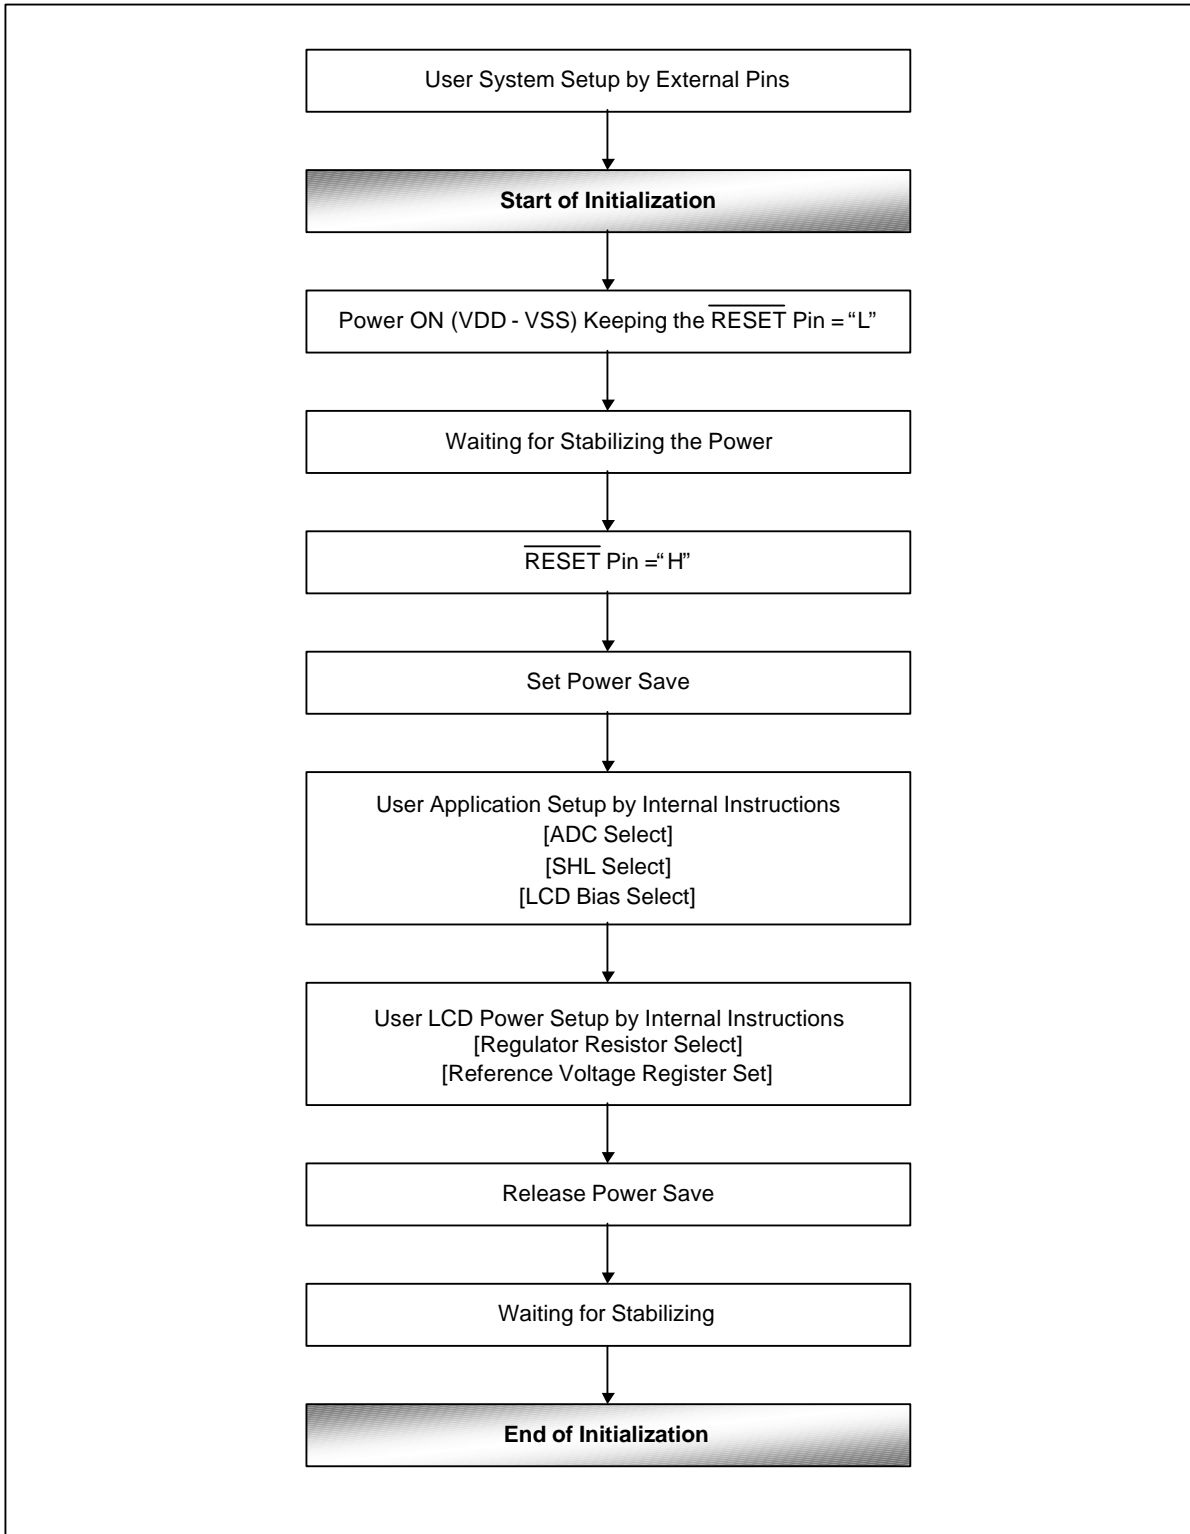 User System Setup by External Pins
Start of Initialization
Power ON (VDD - VSS) Keeping the R̅E̅S̅E̅T̅ Pin = “L”
Waiting for Stabilizing the Power
R̅E̅S̅E̅T̅ Pin =“H”
Set Power Save
User Application Setup by Internal Instructions
[ADC Select]
[SHL Select]
[LCD Bias Select]
User LCD Power Setup by Internal Instructions
[Regulator Resistor Select]
[Reference Voltage Register Set]
Release Power Save
Waiting for Stabilizing
End of Initialization